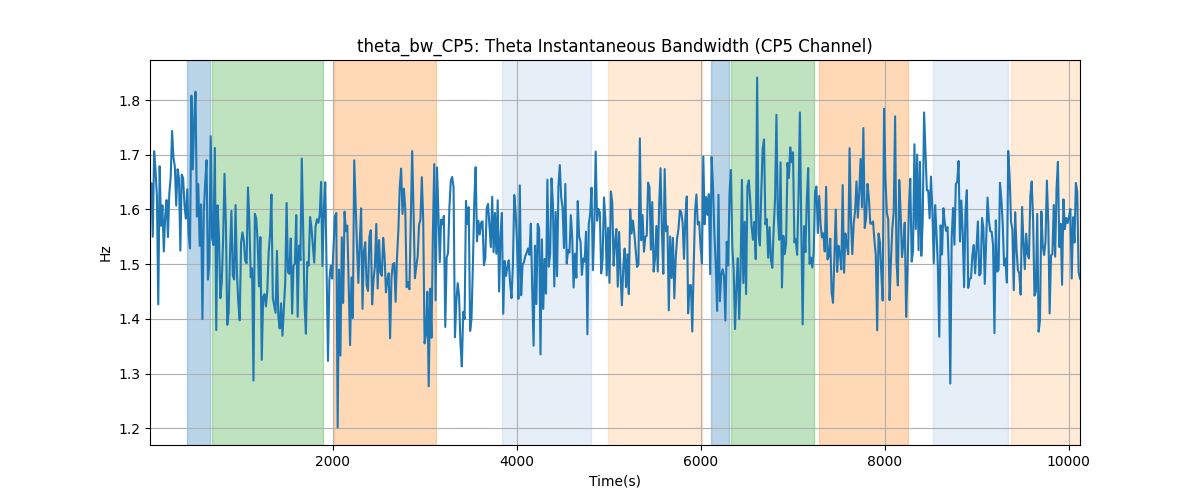 theta_bw_CP5: Theta Instantaneous Bandwidth (CP5 Channel)
1.8
1.7
1.6
1.5
1.4
1.3
1.2
Hz
2000 4000 6000 8000 10000
Time(s)